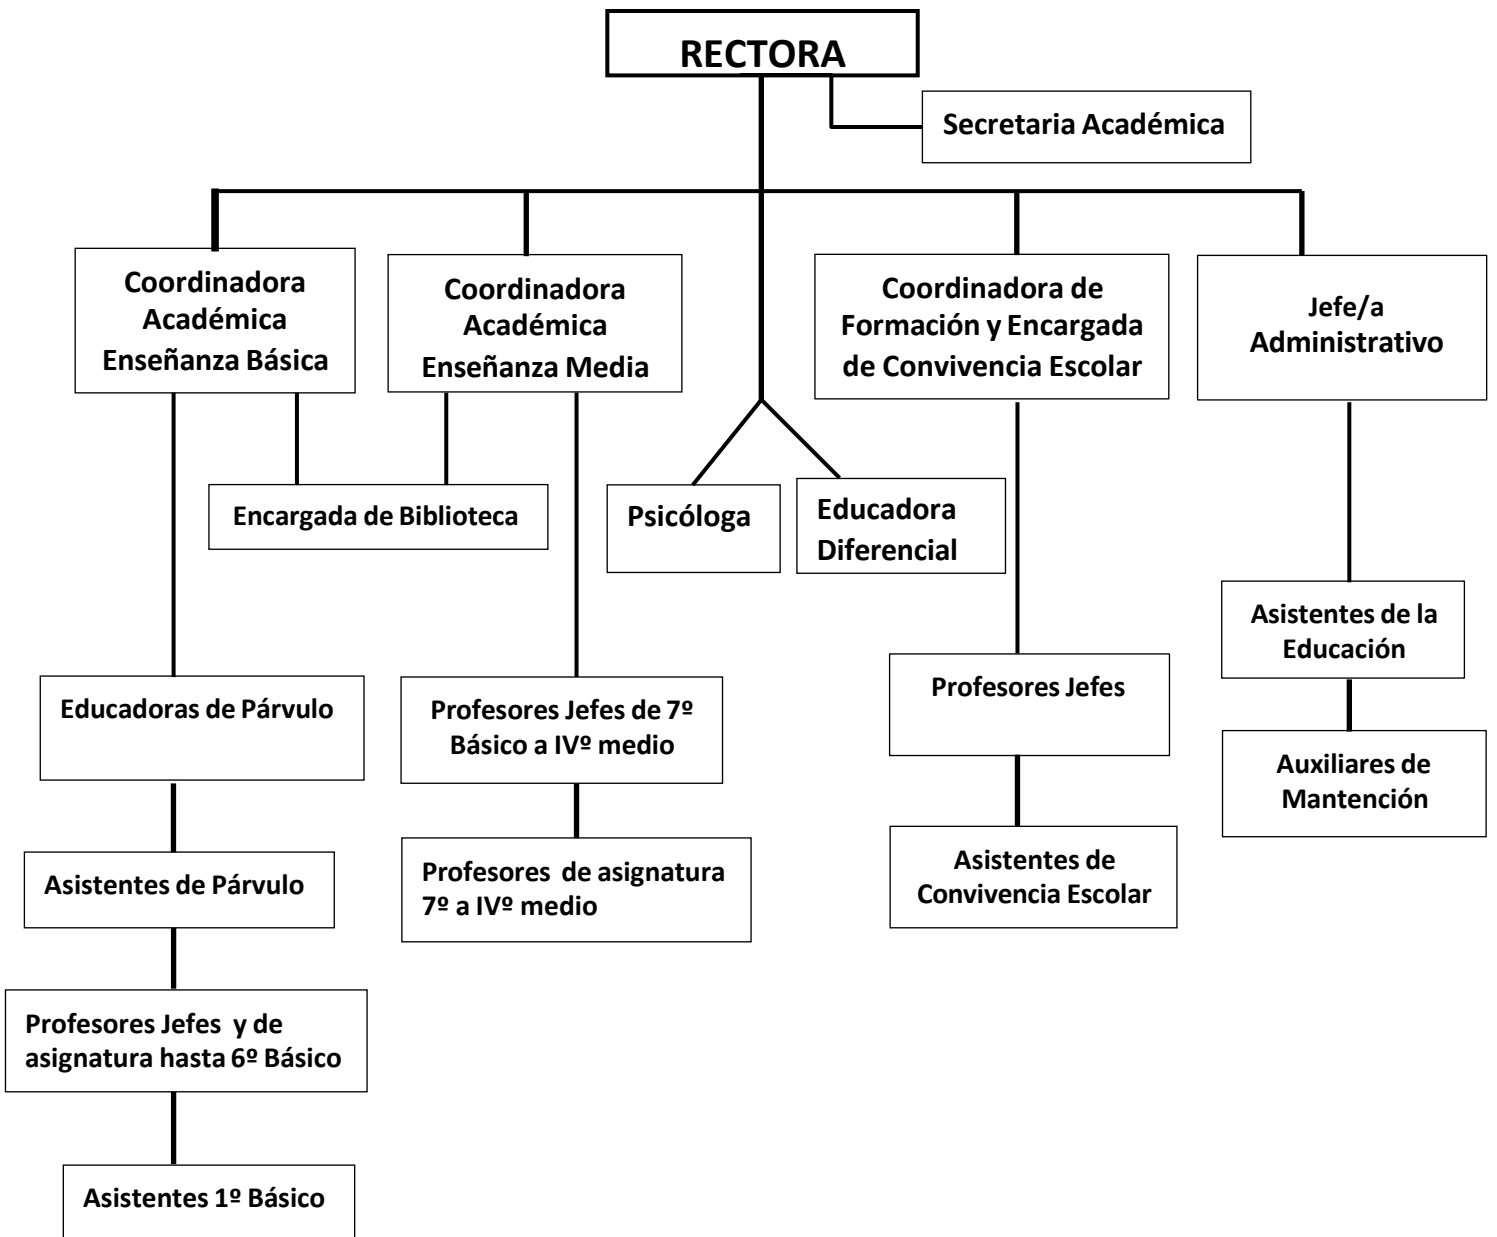 RECTORA
Secretaria Académica
Coordinadora
Académica
Enseñanza Básica
Coordinadora
Académica
Enseñanza Media
Coordinadora de
Formación y Encargada
de Convivencia Escolar
Jefe/a
Administrativo
Encargada de Biblioteca
Psicóloga
Educadora
Diferencial
Asistentes de la
Educación
Educadoras de Párvulo
Profesores Jefes de 7º
Básico a IVº medio
Profesores Jefes
Auxiliares de
Mantención
Asistentes de Párvulo
Profesores de asignatura
7º a IVº medio
Asistentes de
Convivencia Escolar
Profesores Jefes y de
asignatura hasta 6º Básico
Asistentes 1º Básico